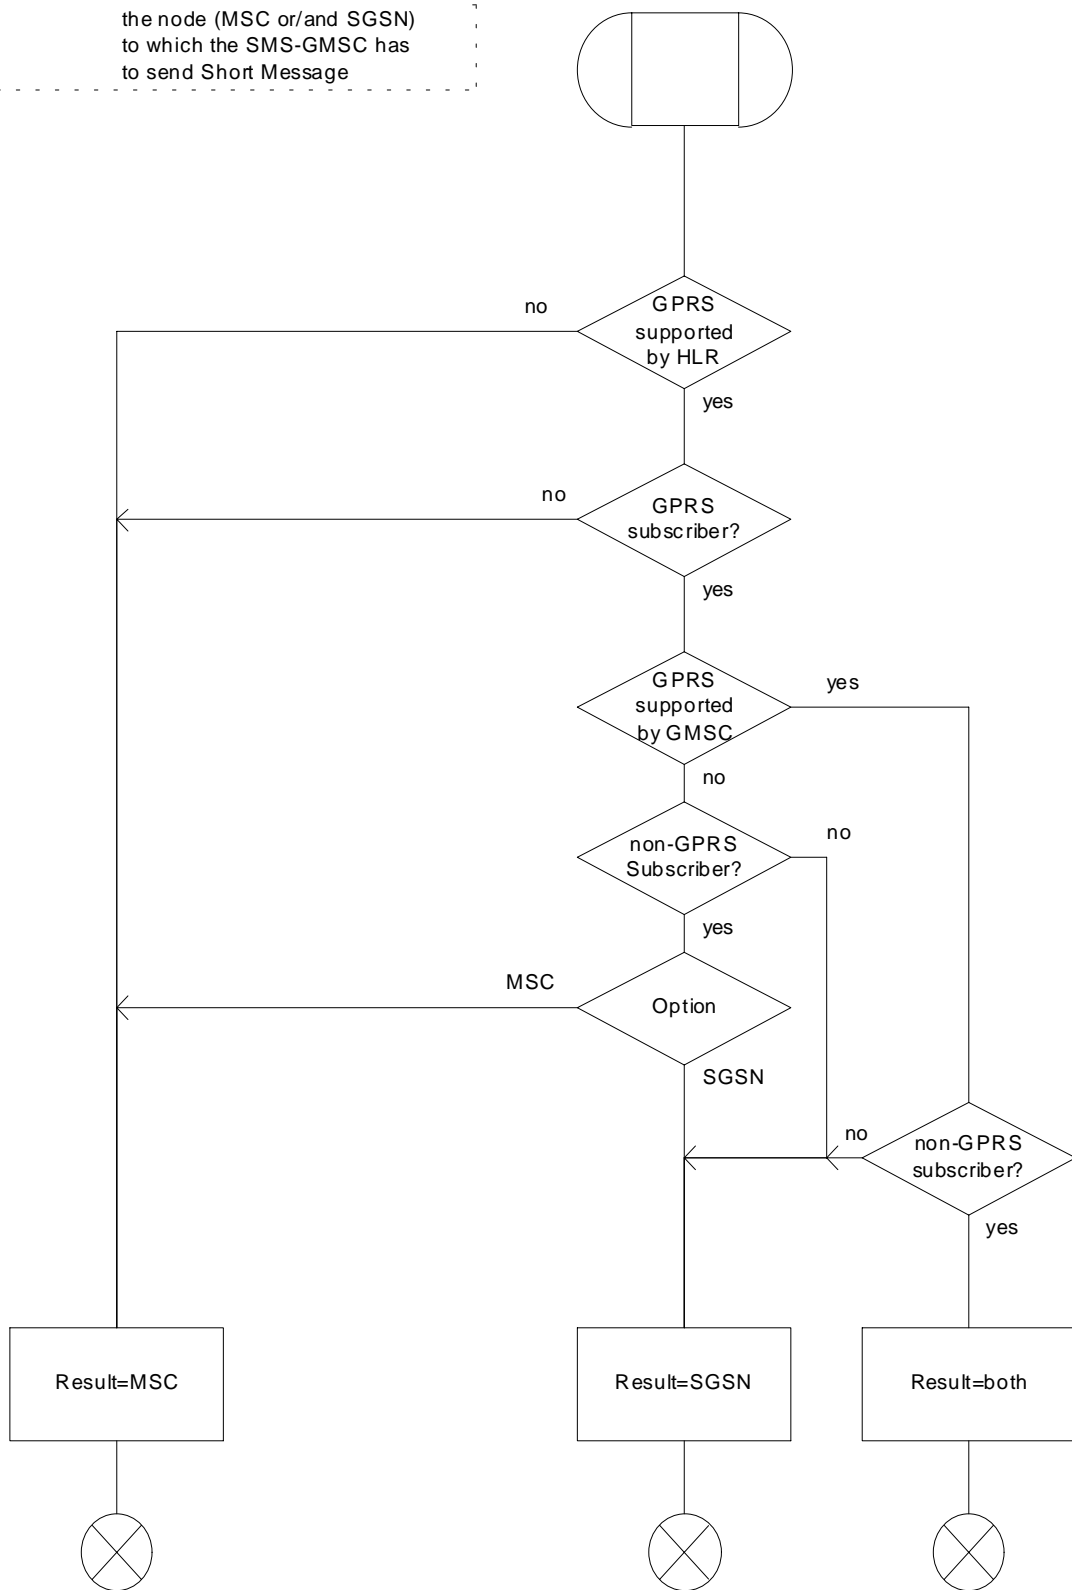 the node (MSC or/and SGSN)
to which the SMS-GMSC has
to send Short Message
no
GPRS
supported
by HLR
yes
no
GPRS
subscriber?
yes
GPRS
supported
by GMSC
yes
no
non-GPRS
Subscriber?
no
yes
MSC
Option
SGSN
no
non-GPRS
subscriber?
yes
Result=MSC
Result=SGSN
Result=both